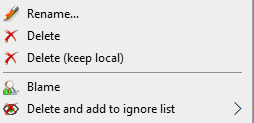 Rename...
Delete
Delete (keep local)
Blame
Delete and add to ignore list